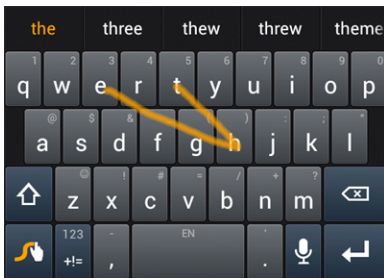 the three thew threw theme
1 2 3 4 5 6 7 8 9 0
q w e r t y u i o p
@ $ & ( ) : ; "
a s d f g h j k l
! # = / + ?
z x c v b n m
123 - EN
+!= , .